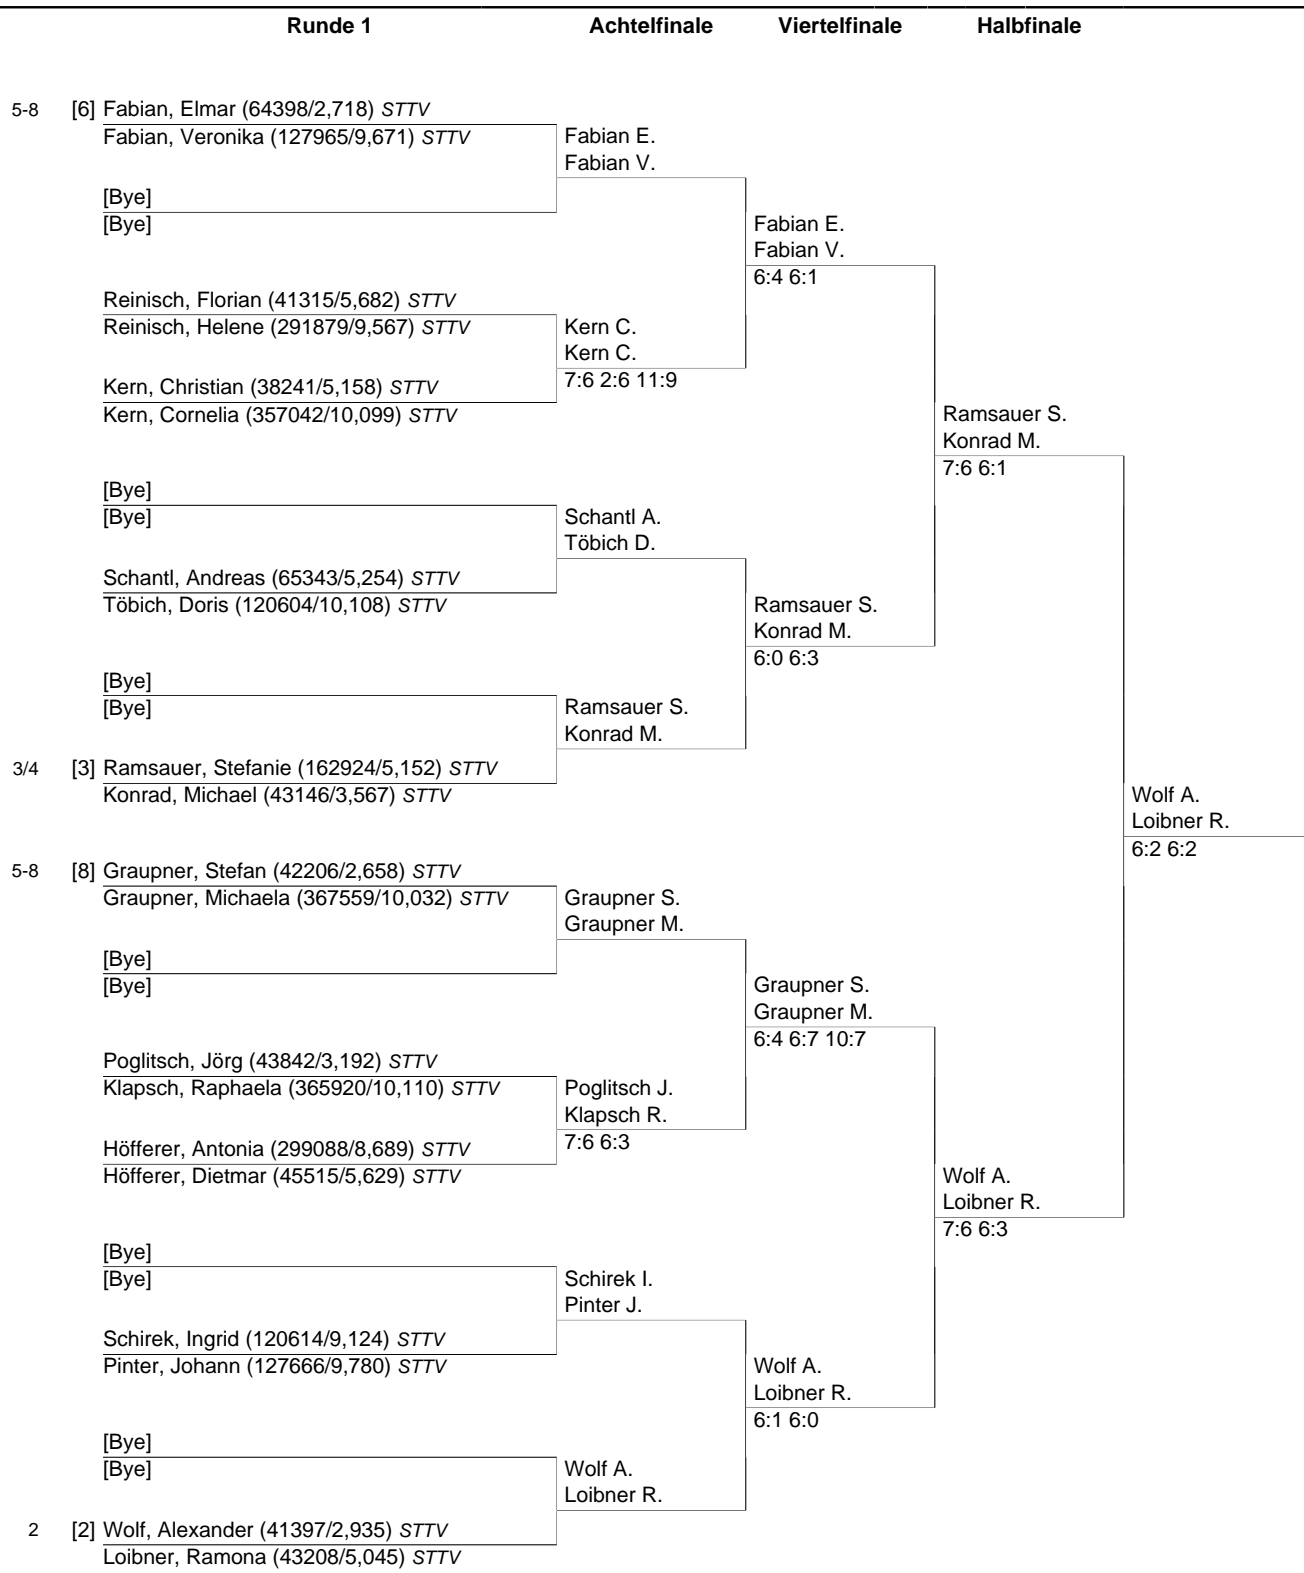 Runde 1 Achtelfinale Viertelfinale Halbfinale
5-8 [6] Fabian, Elmar (64398/2,718) STTV
Fabian, Veronika (127965/9,671) STTV Fabian E.
Fabian V.
[Bye]
[Bye] Fabian E.
Fabian V.
6:4 6:1
Reinisch, Florian (41315/5,682) STTV
Reinisch, Helene (291879/9,567) STTV Kern C.
Kern C.
Kern, Christian (38241/5,158) STTV 7:6 2:6 11:9
Kern, Cornelia (357042/10,099) STTV Ramsauer S.
Konrad M.
7:6 6:1
[Bye]
[Bye] Schantl A.
Töbich D.
Schantl, Andreas (65343/5,254) STTV
Töbich, Doris (120604/10,108) STTV Ramsauer S.
Konrad M.
6:0 6:3
[Bye]
[Bye] Ramsauer S.
Konrad M.
3/4 [3] Ramsauer, Stefanie (162924/5,152) STTV
Konrad, Michael (43146/3,567) STTV Wolf A.
Loibner R.
6:2 6:2
5-8 [8] Graupner, Stefan (42206/2,658) STTV
Graupner, Michaela (367559/10,032) STTV Graupner S.
Graupner M.
[Bye]
[Bye] Graupner S.
Graupner M.
6:4 6:7 10:7
Poglitsch, Jörg (43842/3,192) STTV
Klapsch, Raphaela (365920/10,110) STTV Poglitsch J.
Klapsch R.
Höfferer, Antonia (299088/8,689) STTV 7:6 6:3
Höfferer, Dietmar (45515/5,629) STTV Wolf A.
Loibner R.
7:6 6:3
[Bye]
[Bye] Schirek I.
Pinter J.
Schirek, Ingrid (120614/9,124) STTV
Pinter, Johann (127666/9,780) STTV Wolf A.
Loibner R.
6:1 6:0
[Bye]
[Bye] Wolf A.
Loibner R.
2 [2] Wolf, Alexander (41397/2,935) STTV
Loibner, Ramona (43208/5,045) STTV